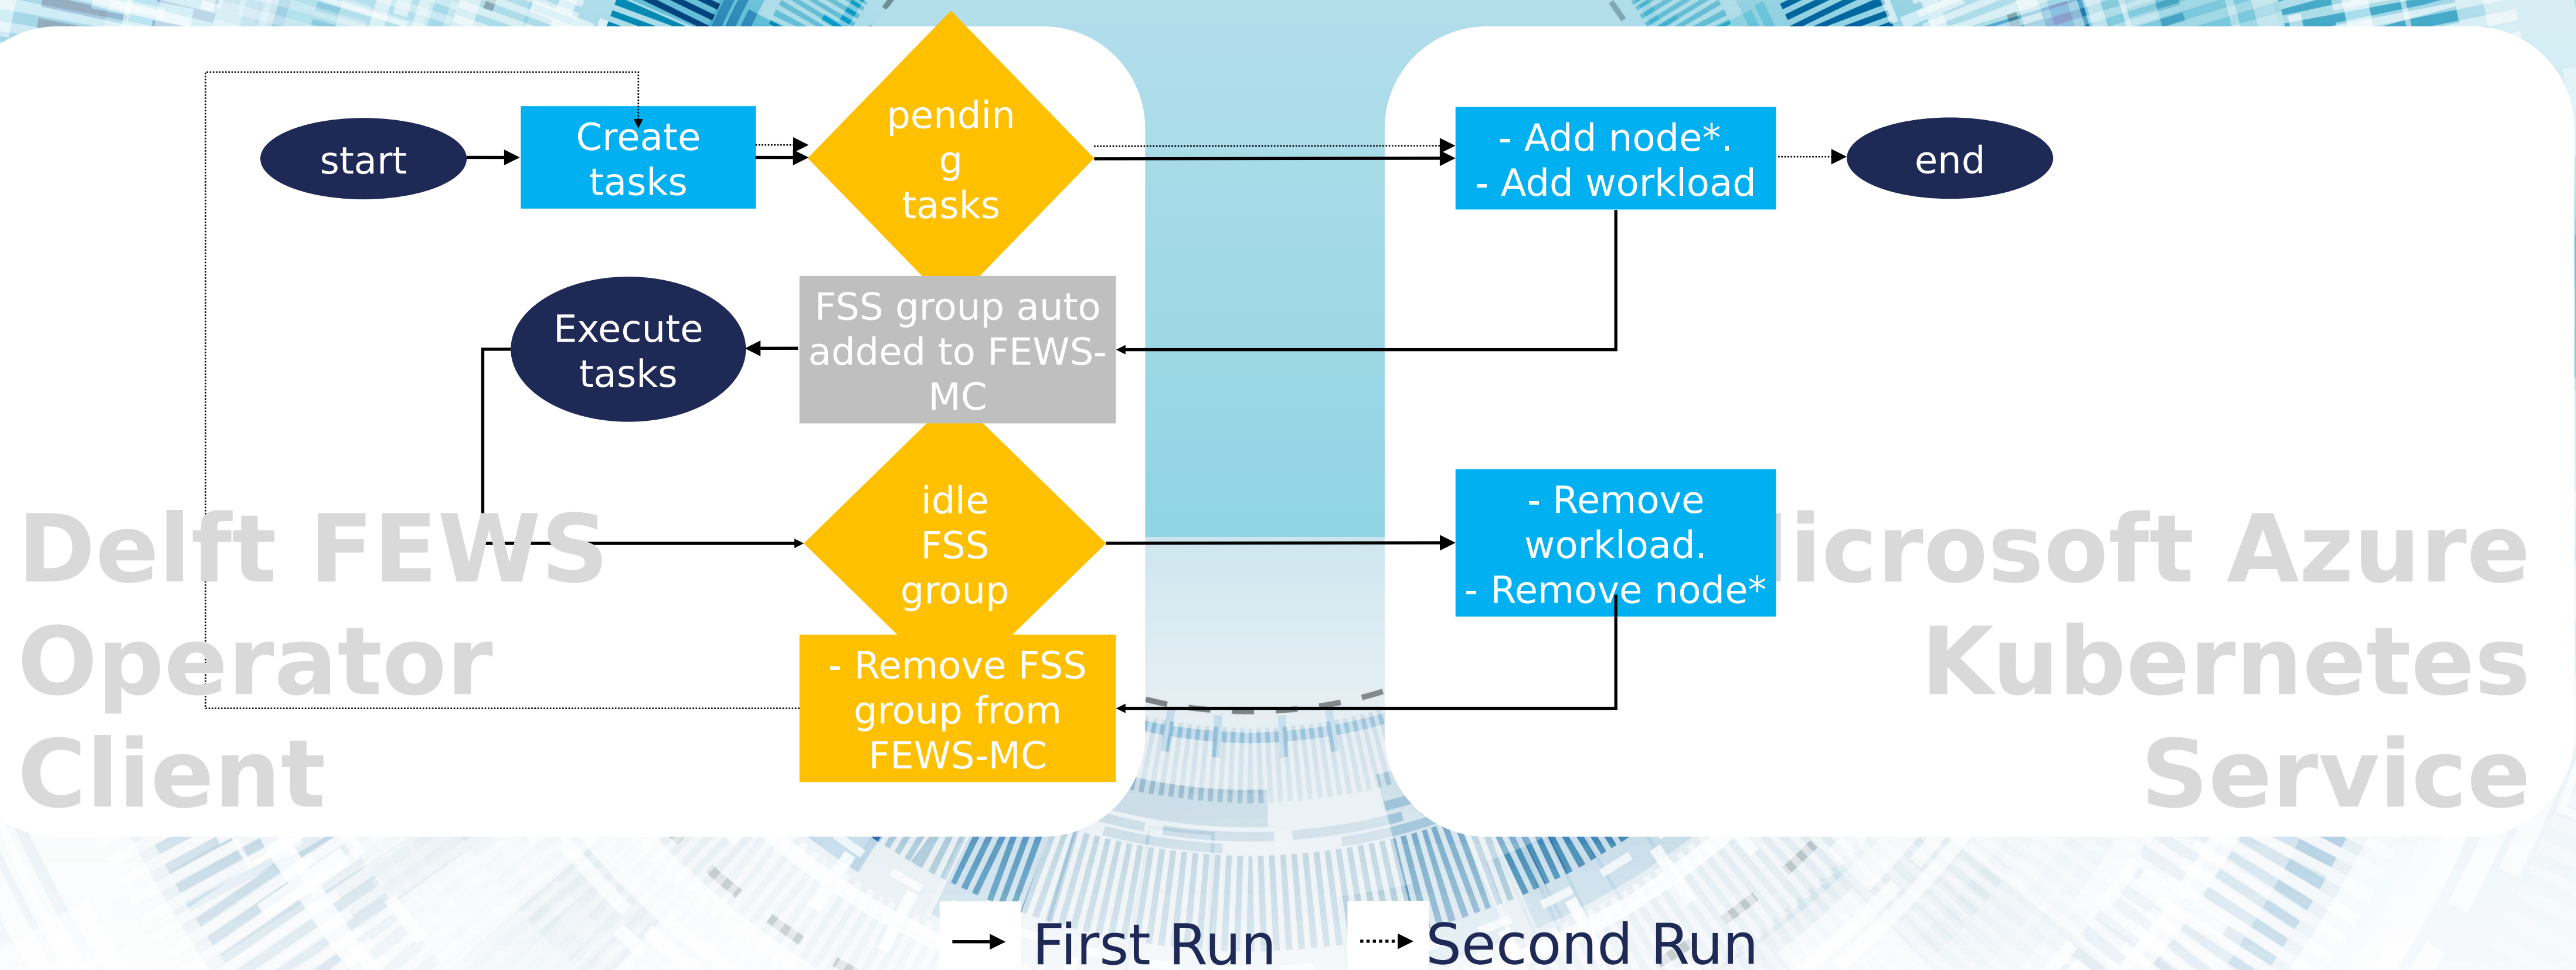 start
Create
tasks
pendin
g
tasks
- Add node*.
- Add workload
end
Execute
tasks
FSS group auto
added to FEWS-
MC
idle
FSS
group
- Remove
workload.
- Remove node*
- Remove FSS
group from
FEWS-MC
Delft FEWS
Operator
Client
icrosoft Azure
Kubernetes
Service
First Run
Second Run